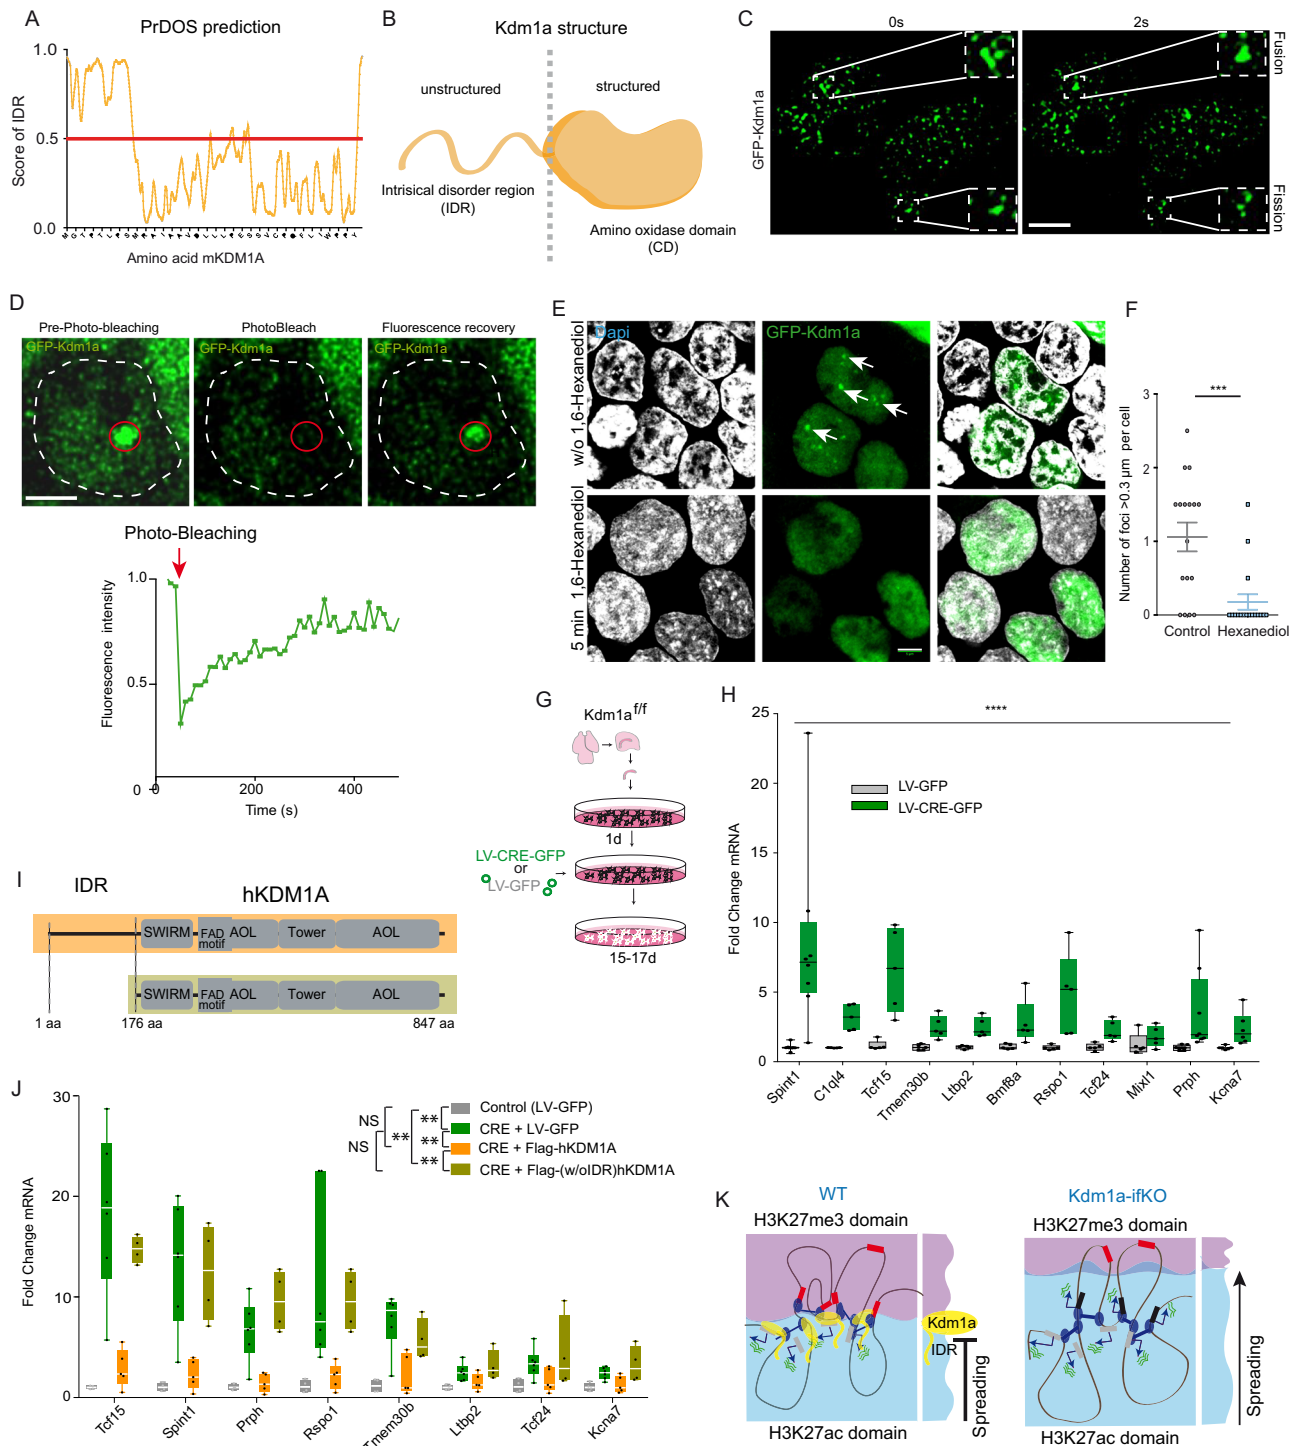 A
PrDOS prediction
1.0
0.5
0.0
Score of IDR
Amino acid mKDM1A
B
Kdm1a structure
unstructured
structured
Intrisical disorder region
(IDR)
Amino oxidase domain
(CD)
C
0s
2s
GFP-Kdm1a
Fusion
Fission
D
Pre-Photo-bleaching
PhotoBleach
Fluorescence recovery
GFP-Kdm1a
GFP-Kdm1a
GFP-Kdm1a
Photo-Bleaching
1.0
0.5
0
Fluorescence intensity
0
200
400
Time (s)
E
Dapi
GFP-Kdm1a
w/o 1,6-Hexanediol
5 min 1,6-Hexanediol
F
***
3
2
1
0
Number of foci >0.3 µm per cell
Control
Hexanediol
G
Kdm1a f/f
1d
LV-CRE-GFP
or
LV-GFP
15-17d
H
****
25
20
15
10
5
0
Fold Change mRNA
LV-GFP
LV-CRE-GFP
Spint1
C1ql4
Tcf15
Tmem30b
Ltbp2
Bmf8a
Rspo1
Tcf24
Mixl1
Prph
Kcna7
I
IDR
hKDM1A
SWIRM
FAD
motif
AOL
Tower
AOL
SWIRM
FAD
motif
AOL
Tower
AOL
1 aa
176 aa
847 aa
J
30
20
10
0
Fold Change mRNA
NS
NS
**
**
**
**
Control (LV-GFP)
CRE + LV-GFP
CRE + Flag-hKDM1A
CRE + Flag-(w/oIDR)hKDM1A
Tcf15
Spint1
Prph
Rspo1
Tmem30b
Ltbp2
Tcf24
Kcna7
K
WT
H3K27me3 domain
Kdm1a
IDR
Spreading
H3K27ac domain
Kdm1a-ifKO
H3K27me3 domain
Spreading
H3K27ac domain